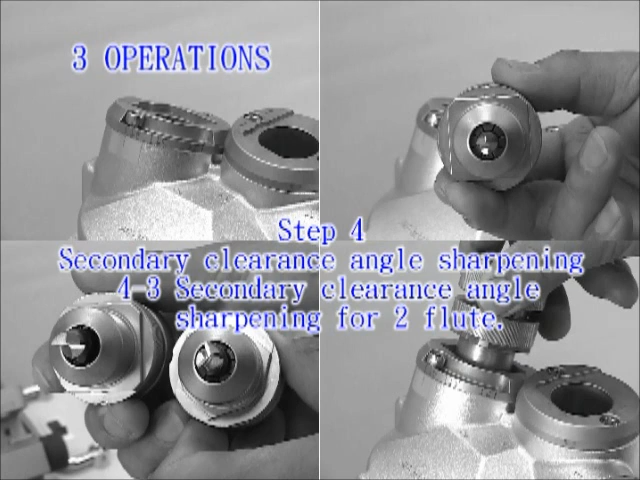 3 OPERATIONS
Step 4
Secondary clearance angle sharpening
4-3 Secondary clearance angle
sharpening for 2 flute.